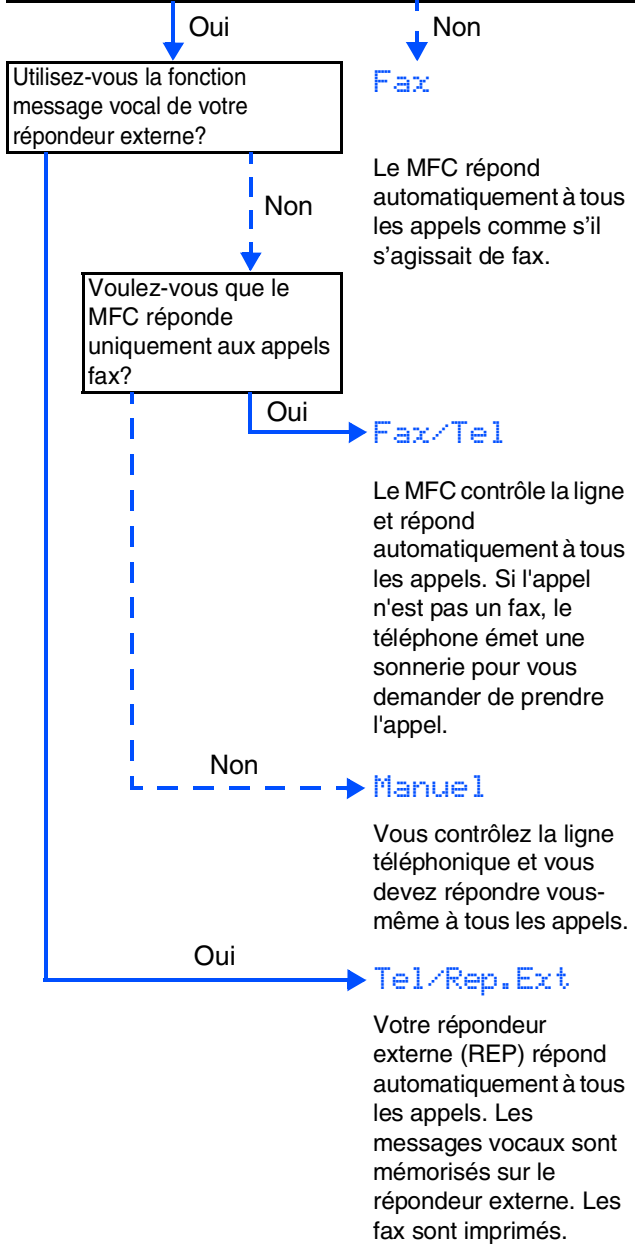 Oui
Non
Utilisez-vous la fonction
message vocal de votre
répondeur externe?
Fax
Le MFC répond
automatiquement à tous
les appels comme s’il
s’agissait de fax.
Non
Voulez-vous que le
MFC réponde
uniquement aux appels
fax?
Oui
Fax/Tel
Le MFC contrôle la ligne
et répond
automatiquement à tous
les appels. Si l'appel
n'est pas un fax, le
téléphone émet une
sonnerie pour vous
demander de prendre
l'appel.
Non
Manuel
Vous contrôlez la ligne
téléphonique et vous
devez répondre vous-
même à tous les appels.
Oui
Tel/Rep.Ext
Votre répondeur
externe (REP) répond
automatiquement à tous
les appels. Les
messages vocaux sont
mémorisés sur le
répondeur externe. Les
fax sont imprimés.